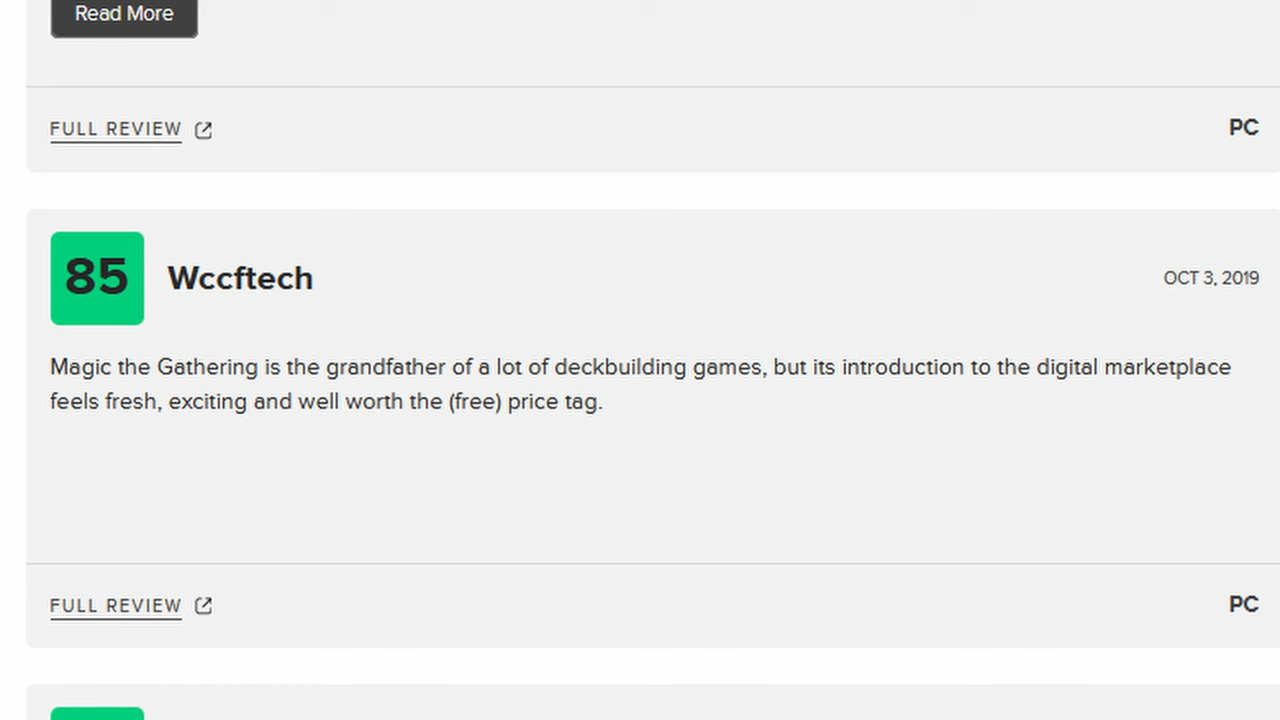 Read More
FULL REVIEW
PC
85
Wccftech
OCT 3, 2019
Magic the Gathering is the grandfather of a lot of deckbuilding games, but its introduction to the digital marketplace
feels fresh, exciting and well worth the (free) price tag.
FULL REVIEW
PC